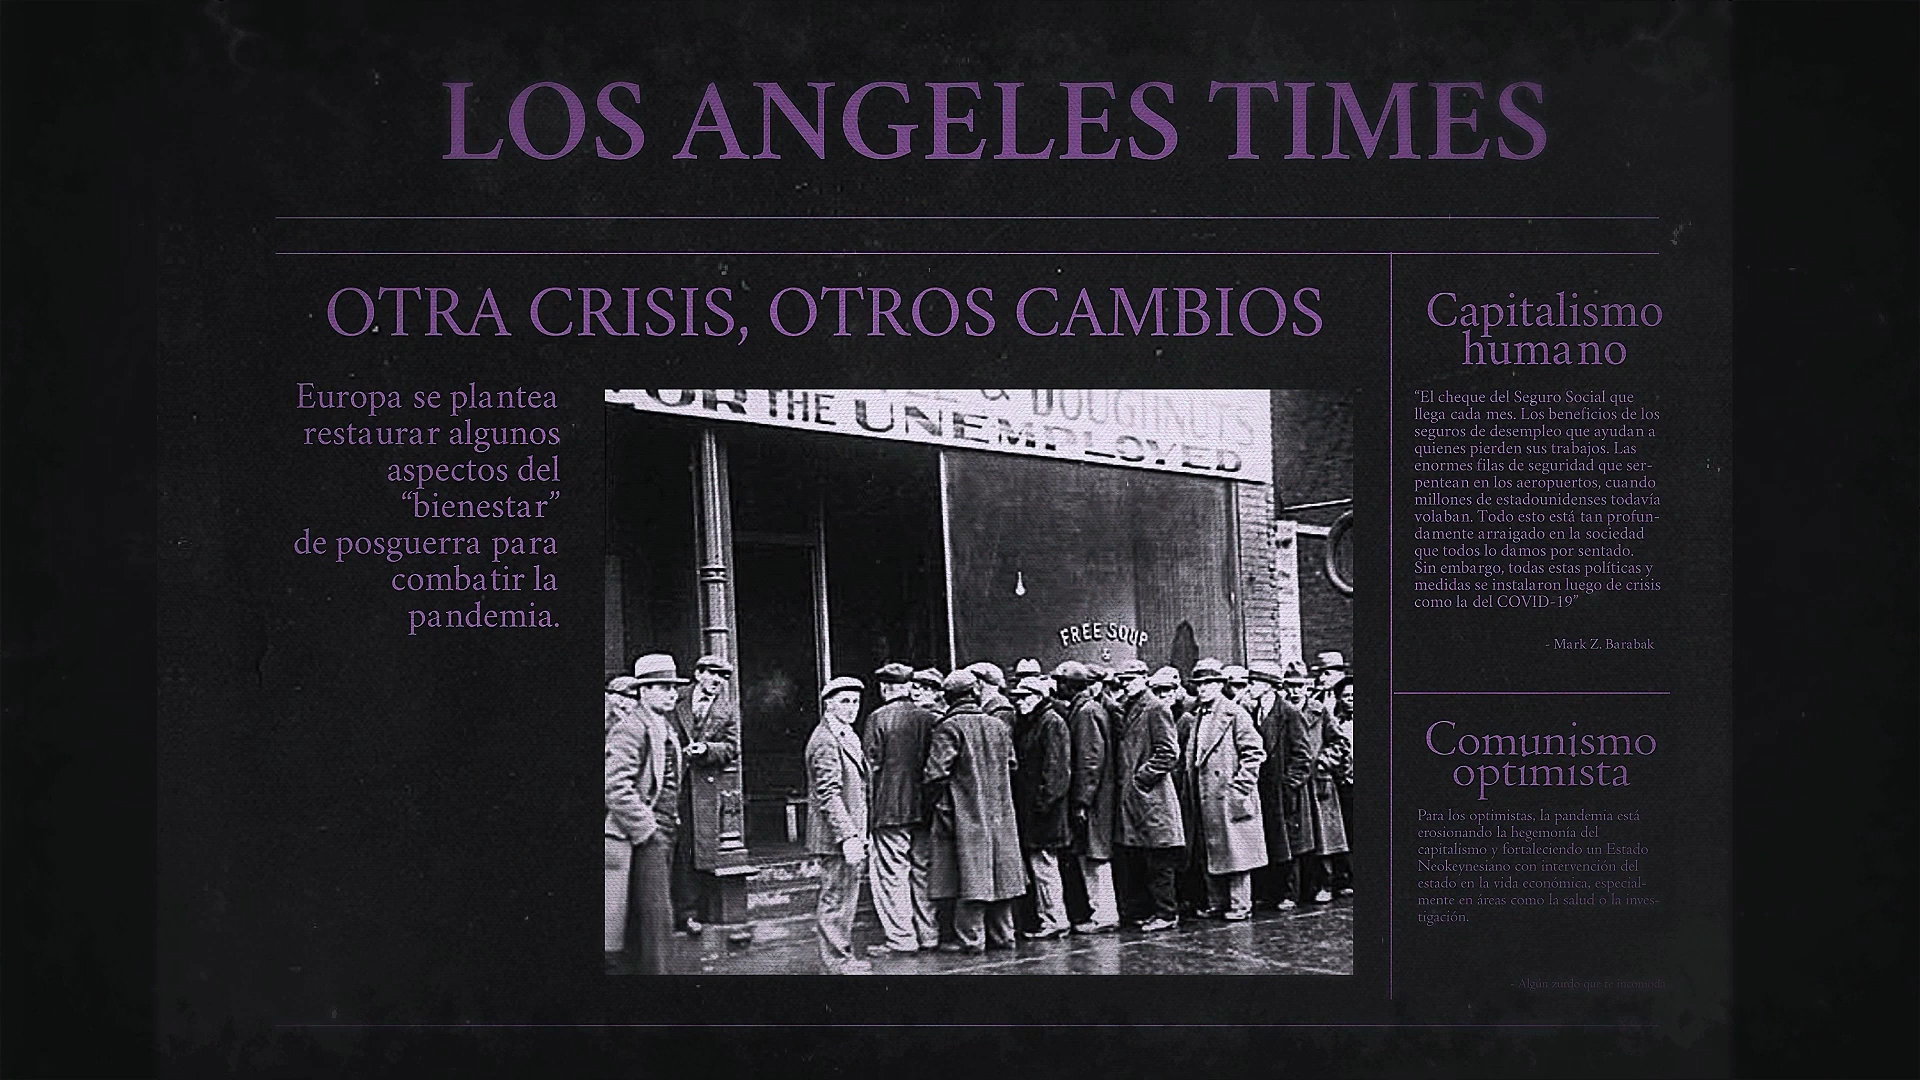 LOS ANGELES TIMES
OTRA CRISIS, OTROS CAMBIOS
Europa se plantea
restaurar algunos
aspectos del
“bienestar”
de posguerra para
combatir la
pandemia.
& DOUGHNUTS
FOR THE UNEMPLOYED
FREE SOUP
&
Capitalismo
humano
“El cheque del Seguro Social que
llega cada mes. Los beneficios de los
seguros de desempleo que ayudan a
quienes pierden sus trabajos. Las
enormes filas de seguridad que ser-
pentean en los aeropuertos, cuando
millones de estadounidenses todavía
volaban. Todo esto está tan profun-
damente arraigado en la sociedad
que todos lo damos por sentado.
Sin embargo, todas estas políticas y
medidas se instalaron luego de crisis
como la del COVID-19”
- Mark Z. Barabak
Comunismo
optimista
Para los optimistas, la pandemia está
erosionando la hegemonía del
capitalismo y fortaleciendo un Estado
Neokeynesiano con intervención del
estado en la vida económica, especial-
mente en áreas como la salud o la inves-
tigación.
- Algún zurdo que te incomoda